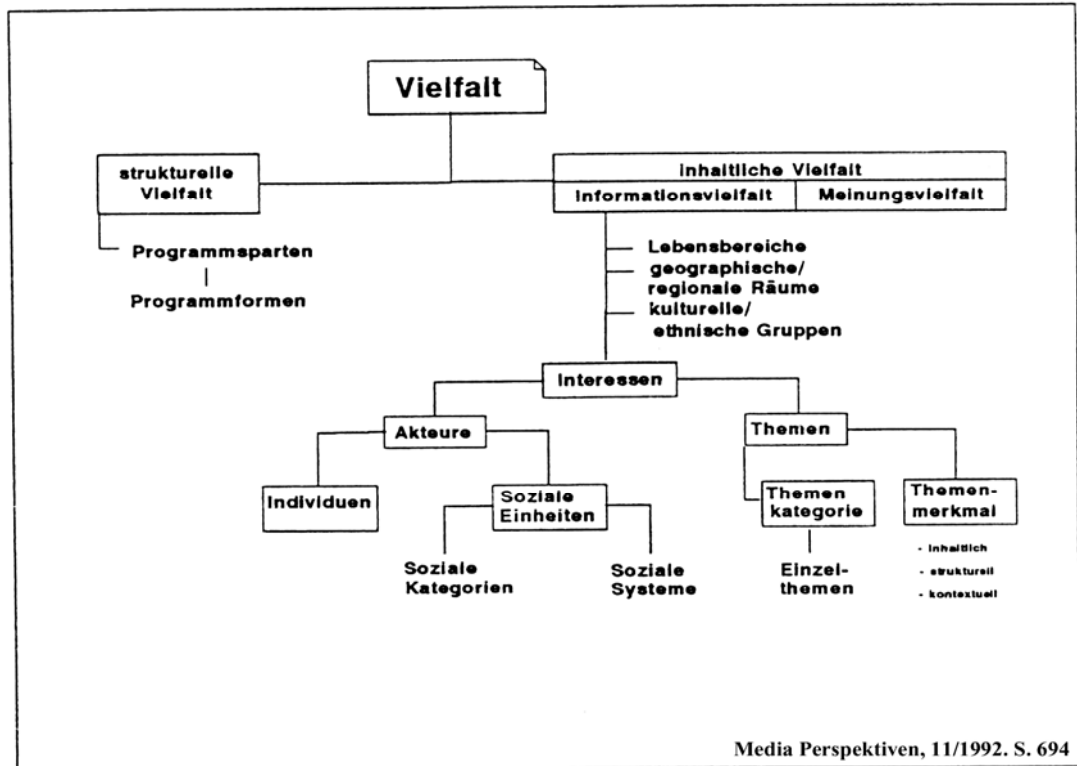 Vielfalt
strukturelle
Vielfalt
Inhaltliche Vielfalt
Informationsvielfalt
Meinungsvielfalt
Programmsparten
Programmformen
Lebensbereiche
geographische/
regionale Räume
kulturelle/
ethnische Gruppen
Interessen
Akteure
Themen
Individuen
Soziale
Einheiten
Themen
kategorie
Themen-
merkmal
Soziale
Kategorien
Soziale
Systeme
Einzel-
themen
- Inhaltlich
- strukturell
- kontextuell
Media Perspektiven, 11/1992. S. 694